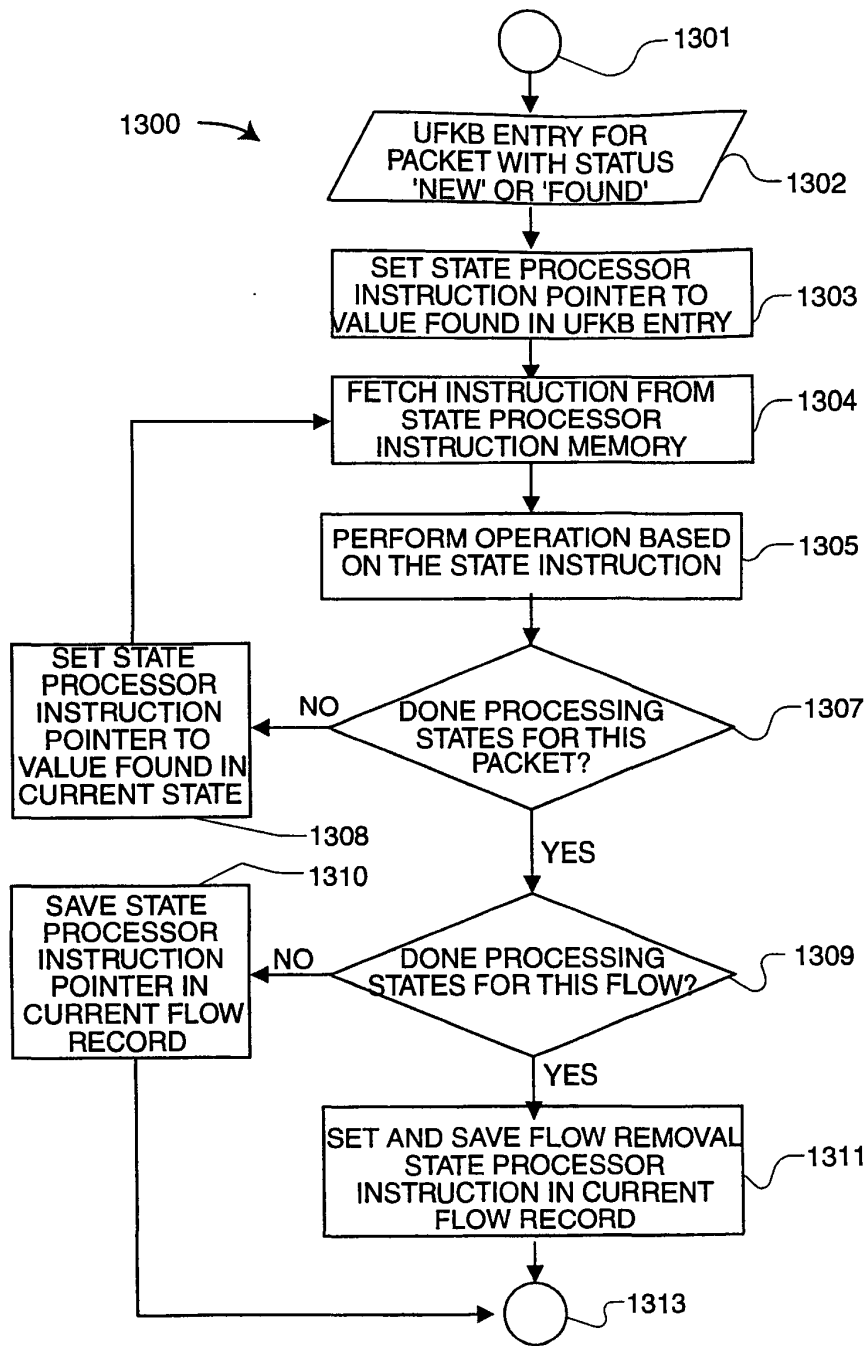 1301
1300
UFKB ENTRY FOR
PACKET WITH STATUS
'NEW' OR 'FOUND'
1302
SET STATE PROCESSOR
INSTRUCTION POINTER TO
VALUE FOUND IN UFKB ENTRY
1303
FETCH INSTRUCTION FROM
STATE PROCESSOR
INSTRUCTION MEMORY
1304
PERFORM OPERATION BASED
ON THE STATE INSTRUCTION
1305
SET STATE
PROCESSOR
INSTRUCTION
POINTER TO
VALUE FOUND IN
CURRENT STATE
1308
NO
DONE PROCESSING
STATES FOR THIS
PACKET?
1307
YES
1310
SAVE STATE
PROCESSOR
INSTRUCTION
POINTER IN
CURRENT FLOW
RECORD
NO
DONE PROCESSING
STATES FOR THIS FLOW?
1309
YES
SET AND SAVE FLOW REMOVAL
STATE PROCESSOR
INSTRUCTION IN CURRENT
FLOW RECORD
1311
1313